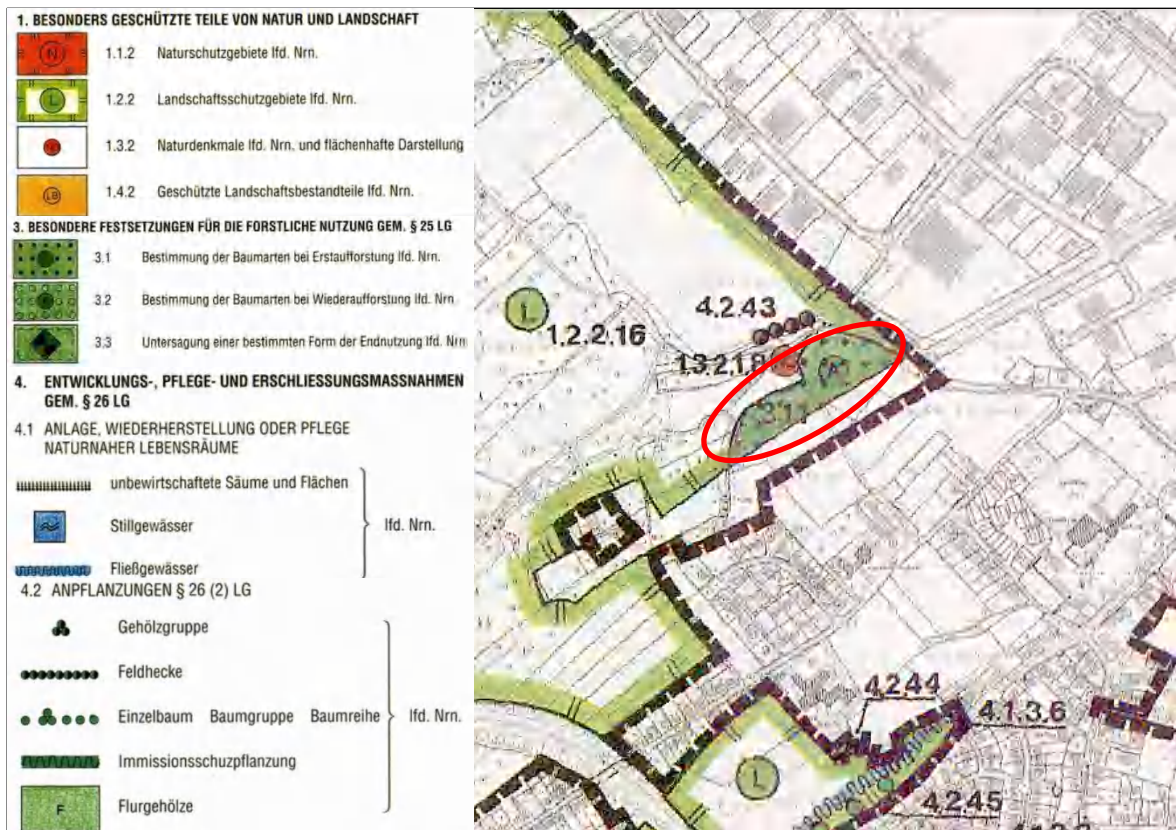 1. BESONDERS GESCHÜTZTE TEILE VON NATUR UND LANDSCHAFT
N
1.1.2 Naturschutzgebiete lfd. Nrn.
L
1.2.2 Landschaftsschutzgebiete lfd. Nrn.
1.3.2 Naturdenkmale lfd. Nrn. und flächenhafte Darstellung
LB
1.4.2 Geschützte Landschaftsbestandteile lfd. Nrn.
3. BESONDERE FESTSETZUNGEN FÜR DIE FORSTLICHE NUTZUNG GEM. § 25 LG
3.1 Bestimmung der Baumarten bei Erstaufforstung lfd. Nrn.
3.2 Bestimmung der Baumarten bei Wiederaufforstung lfd. Nrn
3.3 Untersagung einer bestimmten Form der Endnutzung lfd. Nrn
4. ENTWICKLUNGS-, PFLEGE- UND ERSCHLIESSUNGSMASSNAHMEN
GEM. § 26 LG
4.1 ANLAGE, WIEDERHERSTELLUNG ODER PFLEGE
NATURNAHER LEBENSRÄUME
unbewirtschaftete Säume und Flächen
Stillgewässer
lfd. Nrn.
Fließgewässer
4.2 ANPFLANZUNGEN § 26 (2) LG
Gehölzgruppe
Feldhecke
Einzelbaum Baumgruppe Baumreihe
lfd. Nrn.
Immissionsschuzpflanzung
F
Flurgehölze
4.2.43
L
1.2.2.16
1.3.2.1.8
4.2.44
4.1.3.6
L
4.2.45